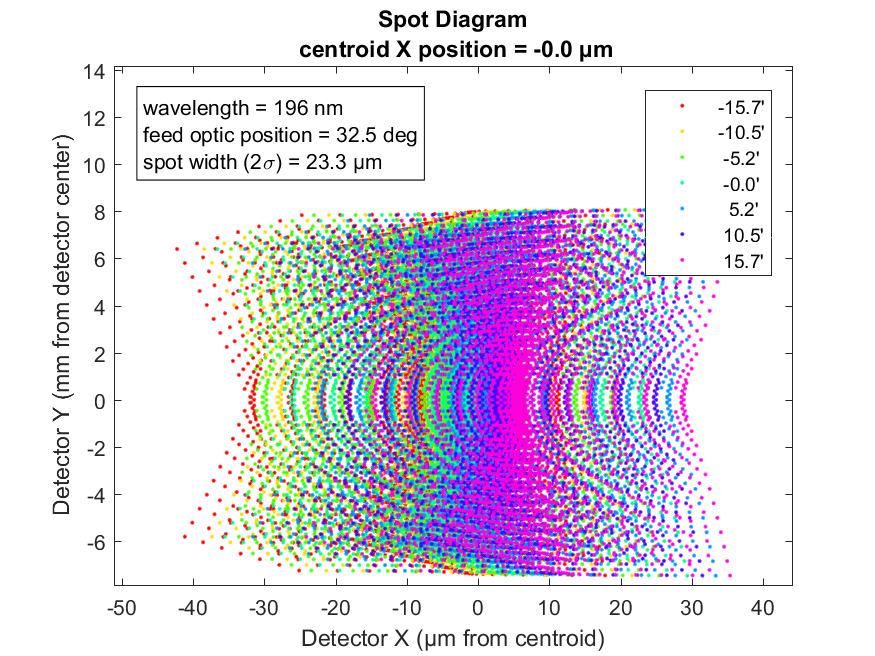 Spot Diagram
centroid X position = -0.0 µm
wavelength = 196 nm
feed optic position = 32.5 deg
spot width (2σ) = 23.3 µm
-15.7'
-10.5'
-5.2'
-0.0'
5.2'
10.5'
15.7'
Detector Y (mm from detector center)
14
12
10
8
6
4
2
0
-2
-4
-6
-50 -40 -30 -20 -10 0 10 20 30 40
Detector X (µm from centroid)